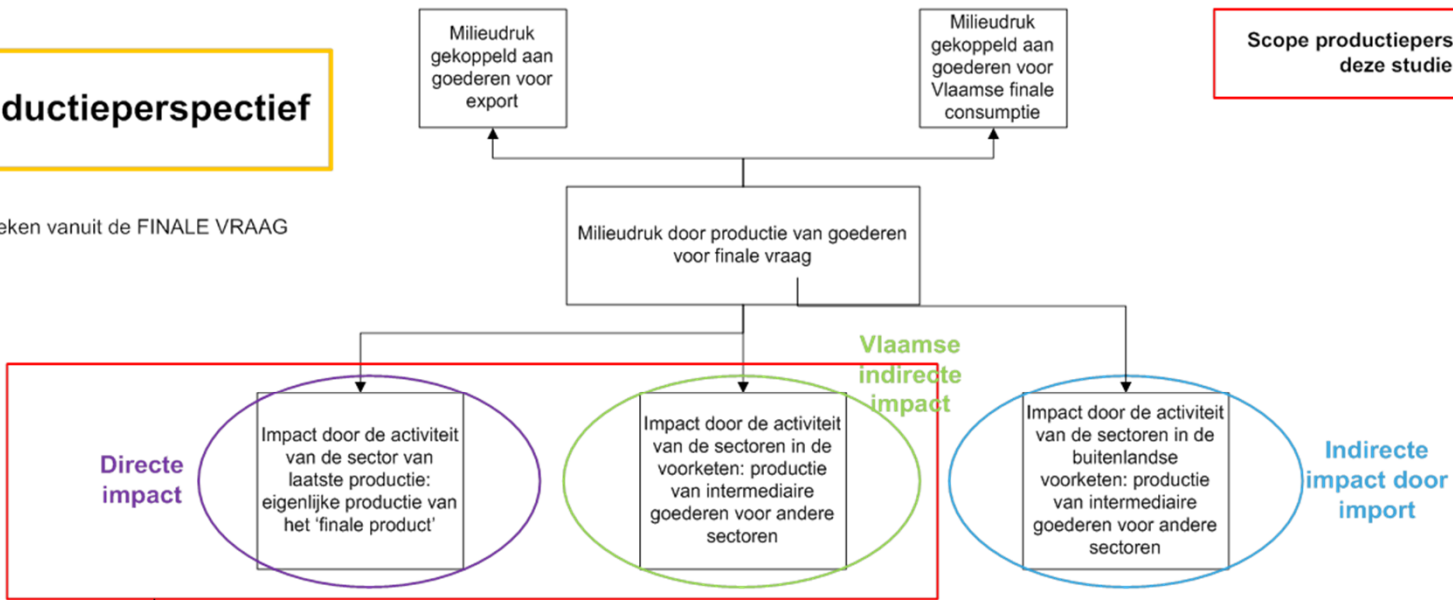 Milieudruk
gekoppeld aan
goederen voor
export
Milieudruk
gekoppeld aan
goederen voor
Vlaamse finale
consumptie
Scope productiepers
deze studie
ductieperspectief
eken vanuit de FINALE VRAAG
Milieudruk door productie van goederen
voor finale vraag
Vlaamse
indirecte
impact
Directe
impact
Impact door de activiteit
van de sector van
laatste productie:
eigenlijke productie van
het ‘finale product’
Impact door de activiteit
van de sectoren in de
voorketen: productie
van intermediaire
goederen voor andere
sectoren
Impact door de activiteit
van de sectoren in de
buitenlandse
voorketen: productie
van intermediaire
goederen voor andere
sectoren
Indirecte
impact door
import